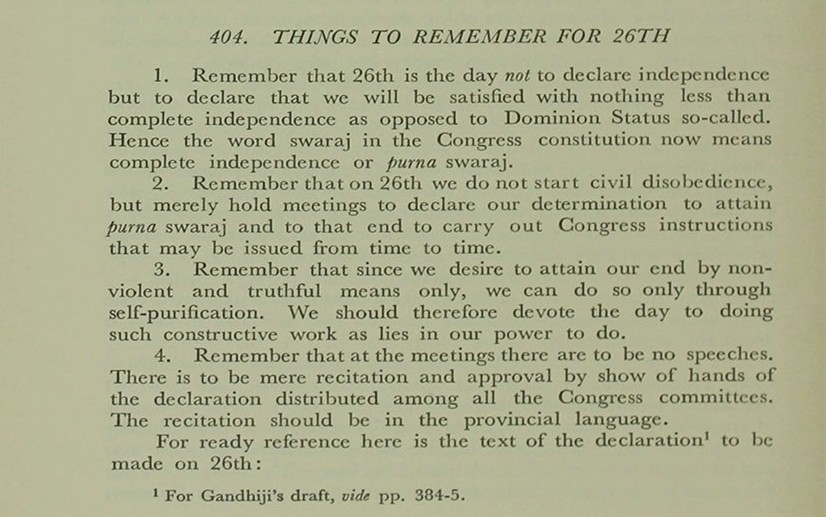 404. THINGS TO REMEMBER FOR 26TH
1. Remember that 26th is the day not to declare independence
but to declare that we will be satisfied with nothing less than
complete independence as opposed to Dominion Status so-called.
Hence the word swaraj in the Congress constitution now means
complete independence or purna swaraj.
2. Remember that on 26th we do not start civil disobedience,
but merely hold meetings to declare our determination to attain
purna swaraj and to that end to carry out Congress instructions
that may be issued from time to time.
3. Remember that since we desire to attain our end by non-
violent and truthful means only, we can do so only through
self-purification. We should therefore devote the day to doing
such constructive work as lies in our power to do.
4. Remember that at the meetings there are to be no speeches.
There is to be mere recitation and approval by show of hands of
the declaration distributed among all the Congress committees.
The recitation should be in the provincial language.
For ready reference here is the text of the declaration¹ to be
made on 26th:
¹ For Gandhiji's draft, vide pp. 384-5.